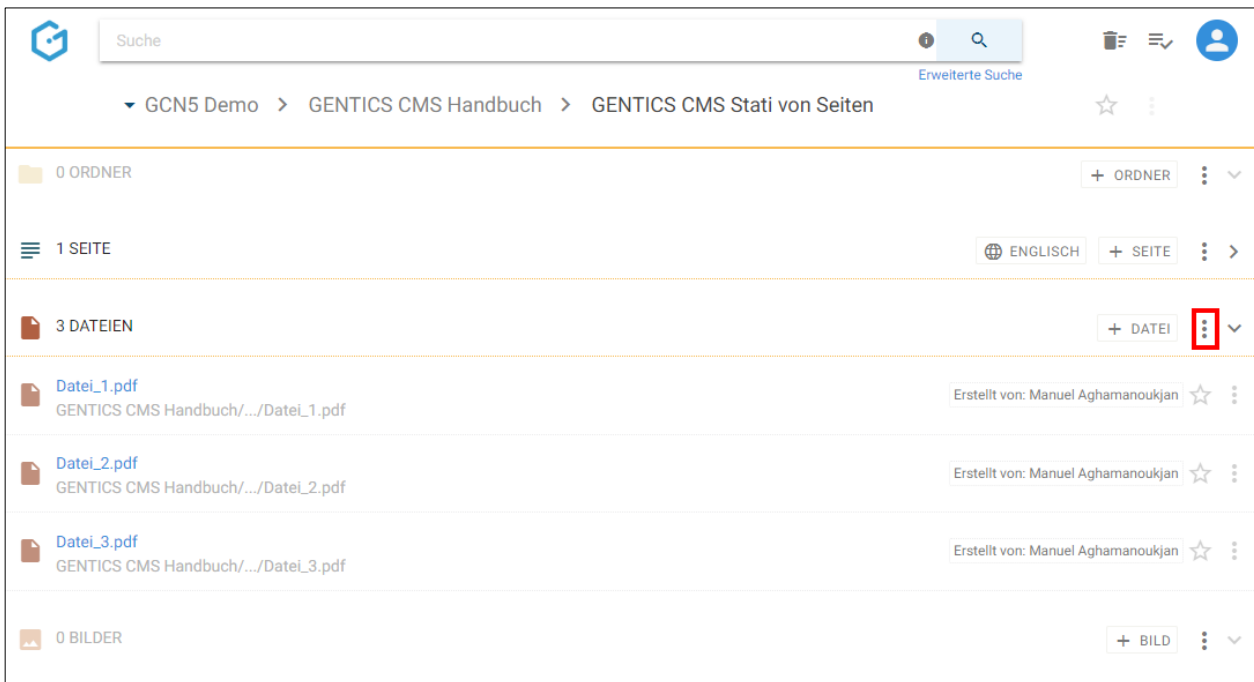 Suche
Erweiterte Suche
GCN5 Demo > GENTICS CMS Handbuch > GENTICS CMS Stati von Seiten
0 ORDNER + ORDNER
1 SEITE ENGLISCH + SEITE
3 DATEIEN + DATEI
Datei_1.pdf
GENTICS CMS Handbuch/.../Datei_1.pdf
Erstellt von: Manuel Aghamanoukjan
Datei_2.pdf
GENTICS CMS Handbuch/.../Datei_2.pdf
Erstellt von: Manuel Aghamanoukjan
Datei_3.pdf
GENTICS CMS Handbuch/.../Datei_3.pdf
Erstellt von: Manuel Aghamanoukjan
0 BILDER + BILD